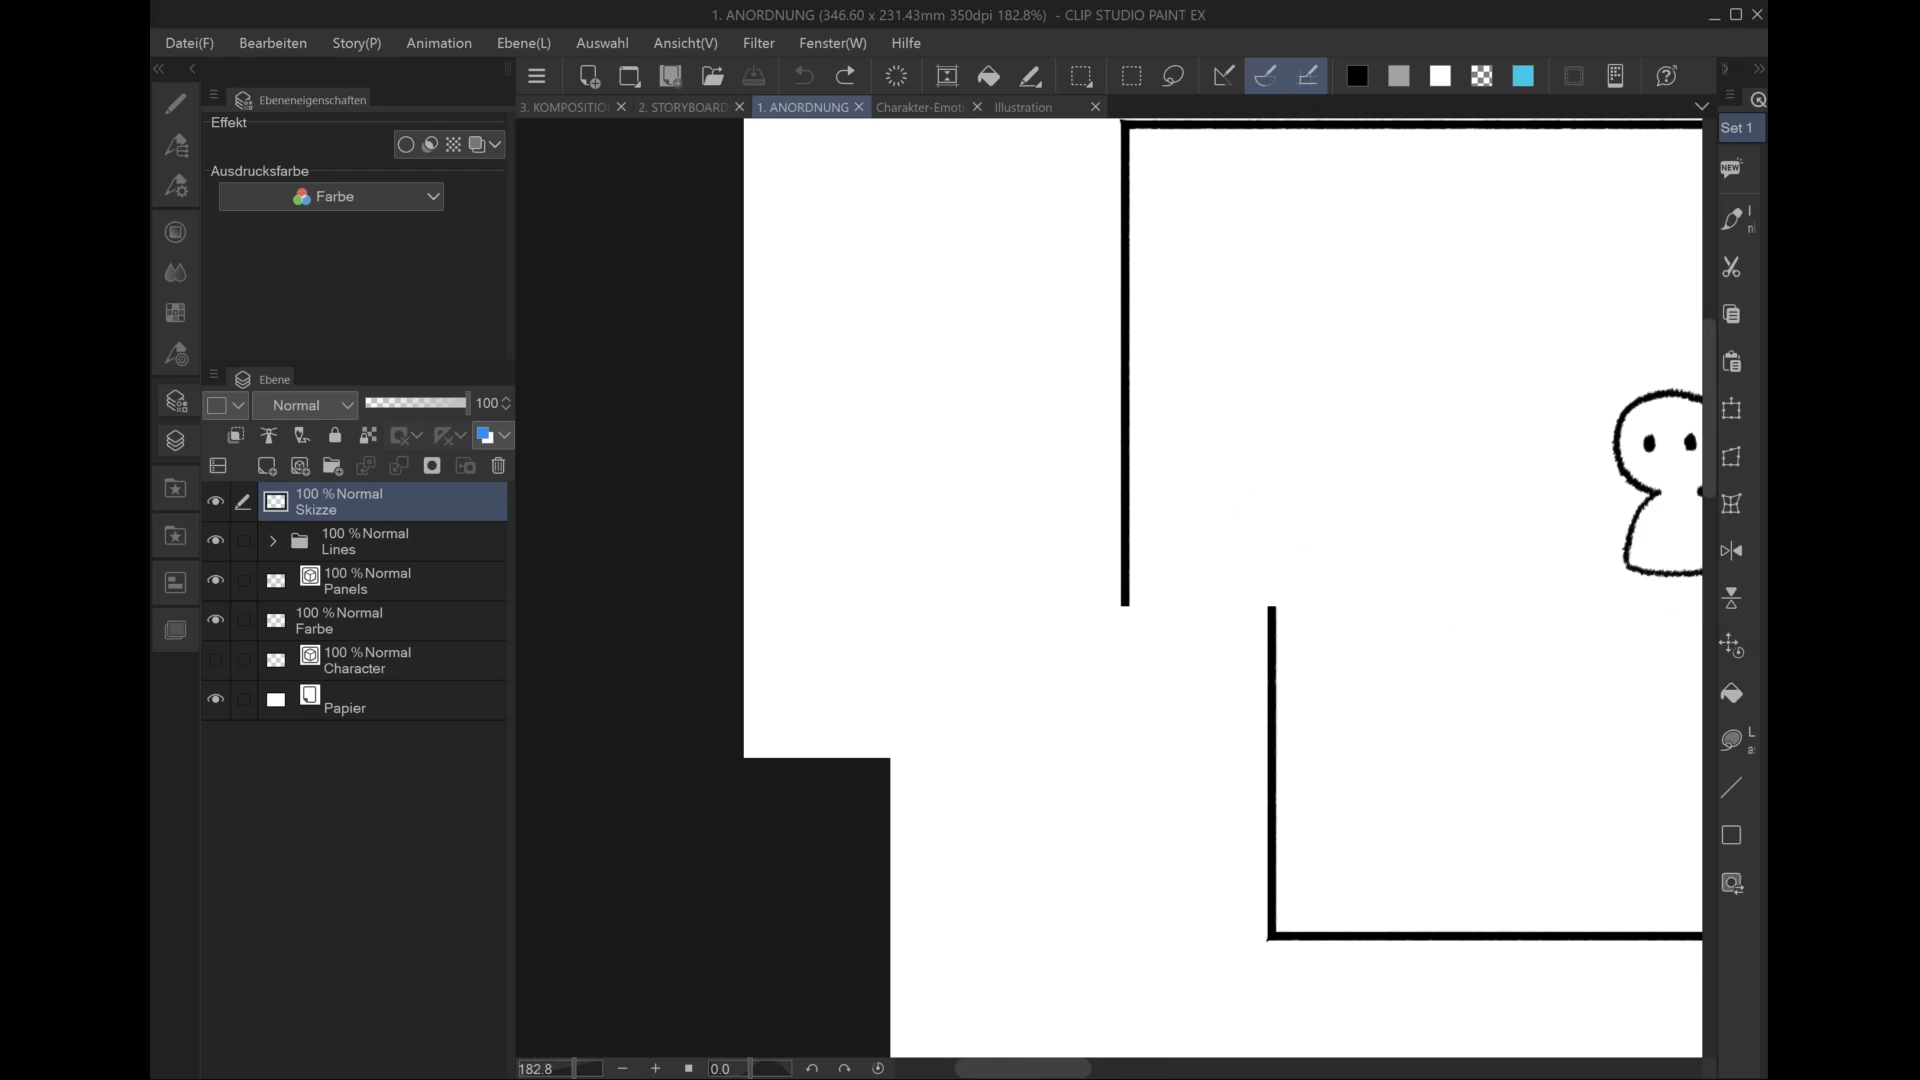 1. ANORDNUNG (346.60 x 231.43mm 350dpi 182.8%) - CLIP STUDIO PAINT EX
Datei(F) Bearbeiten Story(P) Animation Ebene(L) Auswahl Ansicht(V) Filter Fenster(W) Hilfe
3. KOMPOSITIO 2. STORYBOARD 1. ANORDNUNG Charakter-Emoti Illustration
Ebeneneigenschaften
Effekt
Ausdrucksfarbe
Farbe
Ebene
Normal 100
100 % Normal
Skizze
100 % Normal
Lines
100 % Normal
Panels
100 % Normal
Farbe
100 % Normal
Character
Papier
Set 1
NEW
182.8 0.0